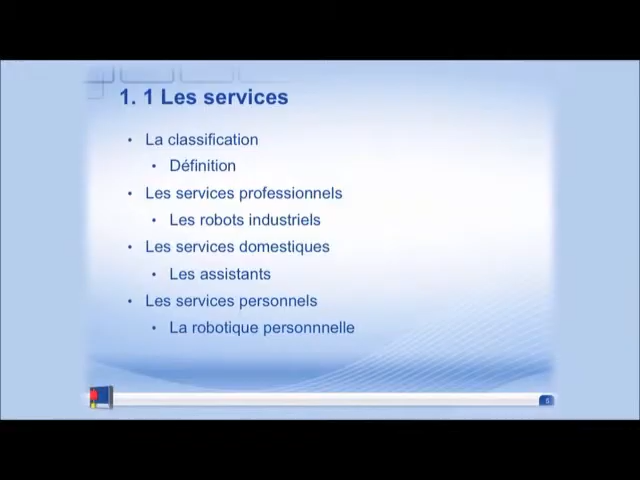 1. 1 Les services
• La classification
• Définition
• Les services professionnels
• Les robots industriels
• Les services domestiques
• Les assistants
• Les services personnels
• La robotique personnnelle
5